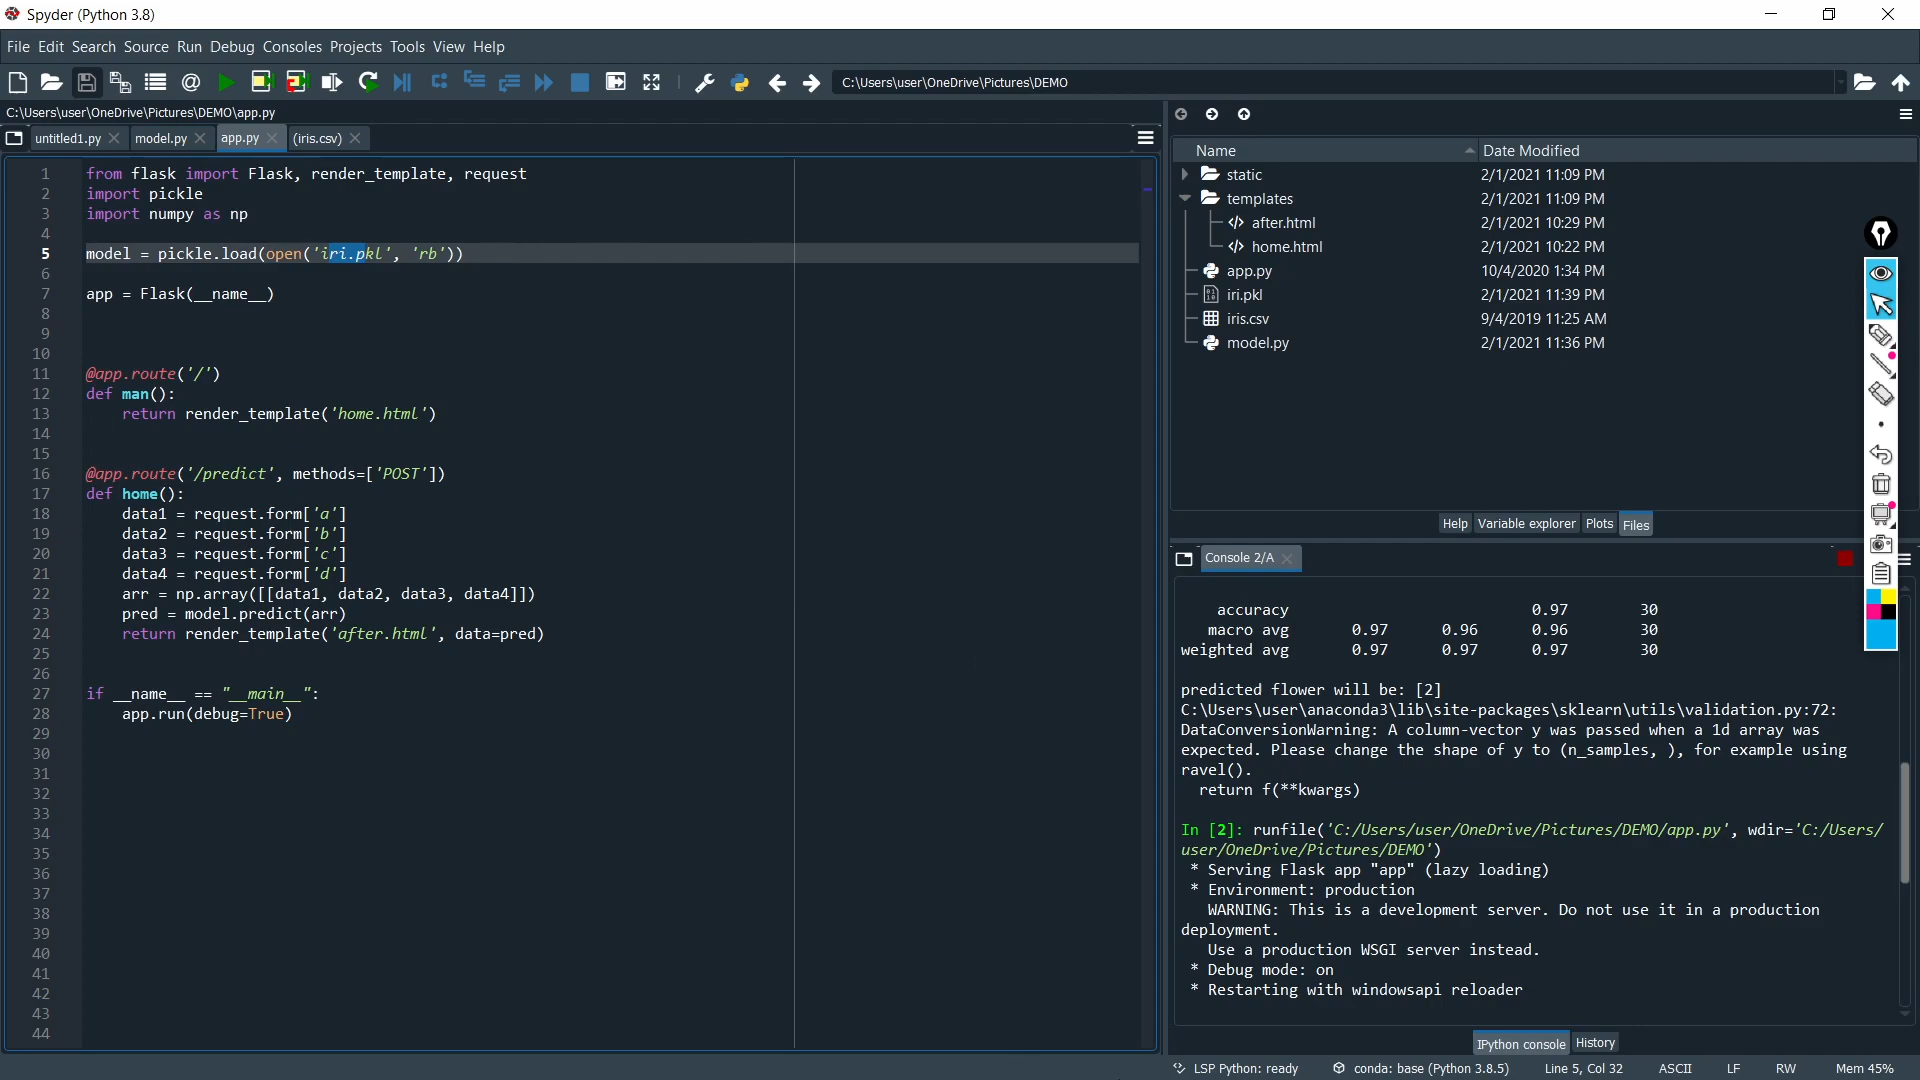 Spyder (Python 3.8)
File Edit Search Source Run Debug Consoles Projects Tools View Help
C:\Users\user\OneDrive\Pictures\DEMO
C:\Users\user\OneDrive\Pictures\DEMO\app.py
untitled1.py model.py app.py (iris.csv)
1 from flask import Flask, render_template, request
2 import pickle
3 import numpy as np
4
5 model = pickle.load(open('iri.pkl', 'rb'))
6
7 app = Flask(__name__)
8
9
10
11 @app.route('/')
12 def man():
13 return render_template('home.html')
14
15
16 @app.route('/predict', methods=['POST'])
17 def home():
18 data1 = request.form['a']
19 data2 = request.form['b']
20 data3 = request.form['c']
21 data4 = request.form['d']
22 arr = np.array([[data1, data2, data3, data4]])
23 pred = model.predict(arr)
24 return render_template('after.html', data=pred)
25
26
27 if __name__ == "__main__":
28 app.run(debug=True)
29
30
31
32
33
34
35
36
37
38
39
40
41
42
43
44
Name Date Modified
static 2/1/2021 11:09 PM
templates 2/1/2021 11:09 PM
after.html 2/1/2021 10:29 PM
home.html 2/1/2021 10:22 PM
app.py 10/4/2020 1:34 PM
iri.pkl 2/1/2021 11:39 PM
iris.csv 9/4/2019 11:25 AM
model.py 2/1/2021 11:36 PM
Help Variable explorer Plots Files
Console 2/A
accuracy 0.97 30
macro avg 0.97 0.96 0.96 30
weighted avg 0.97 0.97 0.97 30
predicted flower will be: [2]
C:\Users\user\anaconda3\lib\site-packages\sklearn\utils\validation.py:72:
DataConversionWarning: A column-vector y was passed when a 1d array was
expected. Please change the shape of y to (n_samples, ), for example using
ravel().
return f(**kwargs)
In [2]: runfile('C:/Users/user/OneDrive/Pictures/DEMO/app.py', wdir='C:/Users/
user/OneDrive/Pictures/DEMO')
* Serving Flask app "app" (lazy loading)
* Environment: production
WARNING: This is a development server. Do not use it in a production
deployment.
Use a production WSGI server instead.
* Debug mode: on
* Restarting with windowsapi reloader
IPython console History
LSP Python: ready conda: base (Python 3.8.5) Line 5, Col 32 ASCII LF RW Mem 45%